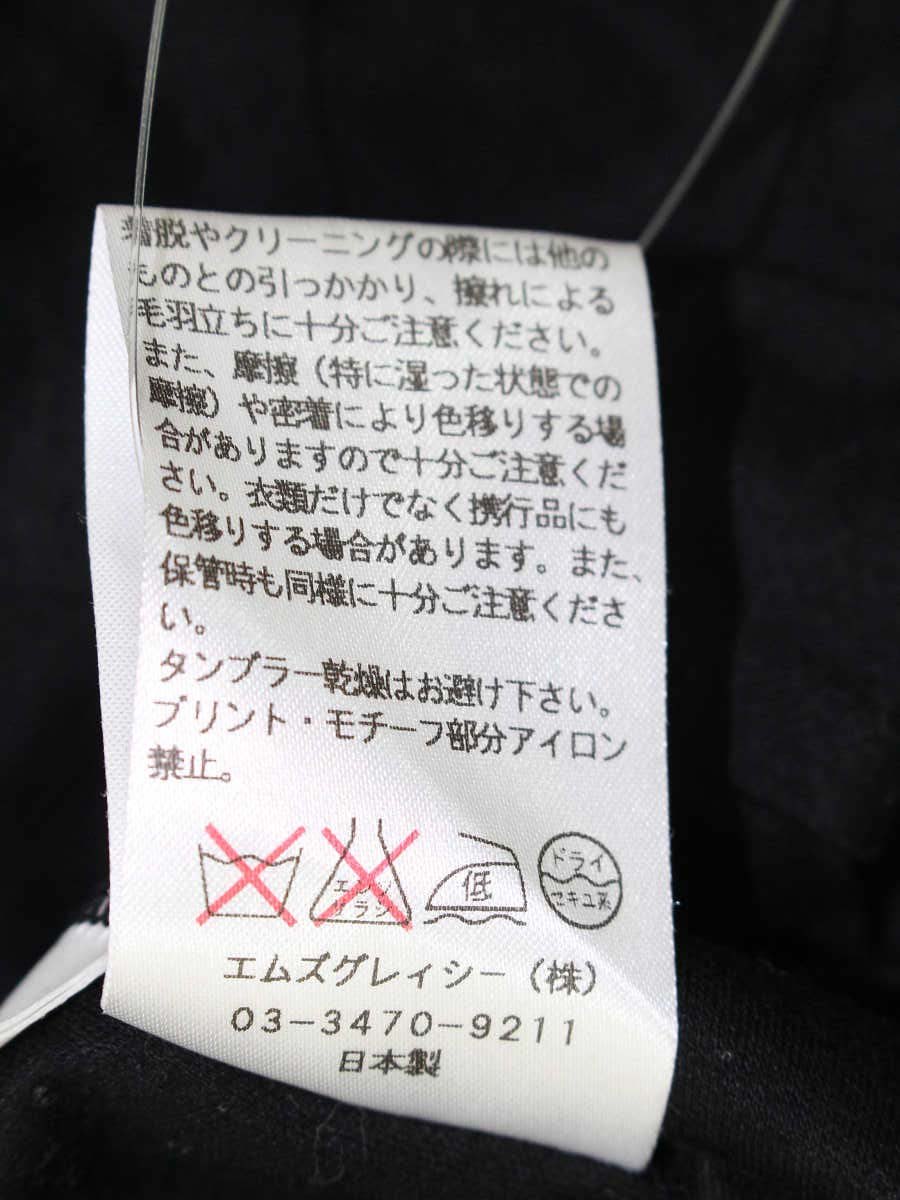 着脱やクリーニングの際には他の
ものとの引っかかり、擦れによる
毛羽立ちに十分ご注意ください。
また、摩擦（特に湿った状態での
摩擦）や密着により色移りする場
合がありますので十分ご注意くだ
さい。衣類だけでなく携行品にも
色移りする場合があります。また、
保管時も同様に十分ご注意くださ
い。
タンブラー乾燥はお避け下さい。
プリント・モチーフ部分アイロン
禁止。
エンソ
サラシ
低
ドライ
セキユ系
エムズグレイシー（株）
03-3470-9211
日本製